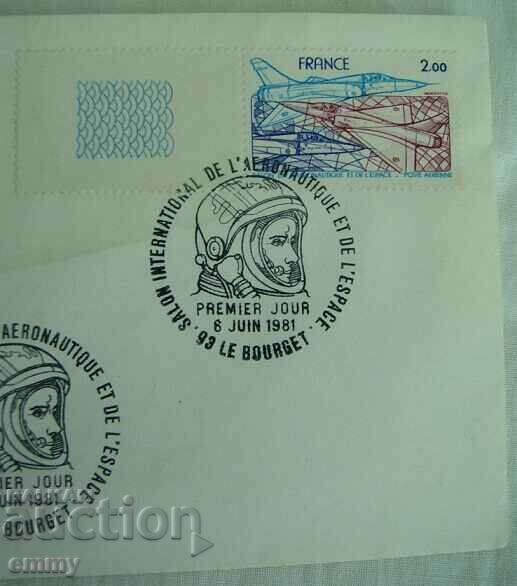 FRANCE 2.00
AERONAUTIQUE ET DE L'ESPACE - POSTE AERIENNE
SALON INTERNATIONAL DE L'AERONAUTIQUE ET DE L'ESPACE
PREMIER JOUR
6 JUIN 1981
· 93 LE BOURGET ·
AERONAUTIQUE ET DE L'ESPACE
MIER JOUR
JUIN 1981
BOURGET ·
auction
emmy